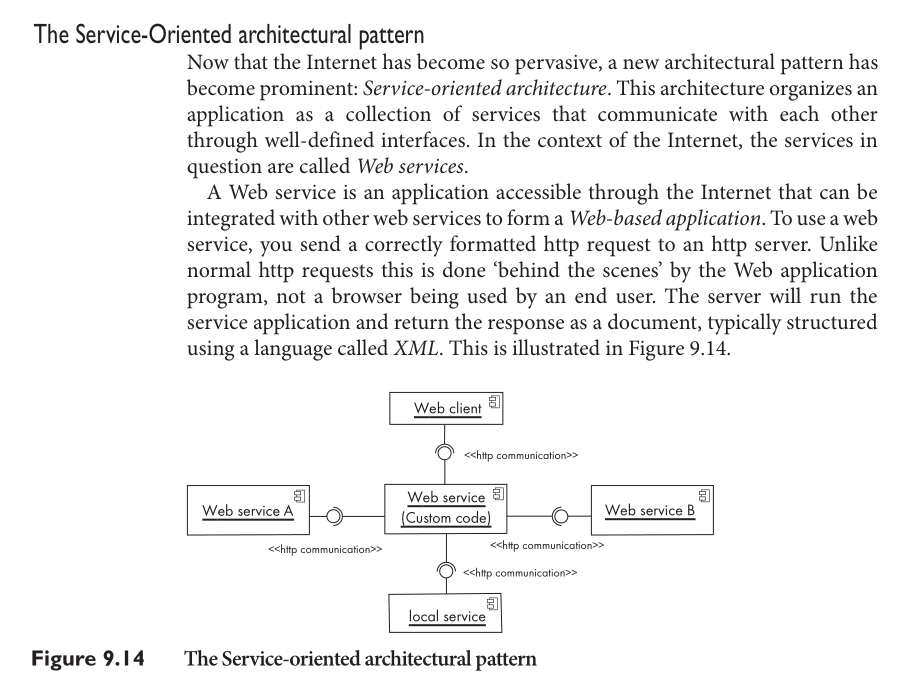 The Service-Oriented architectural pattern
Now that the Internet has become so pervasive, a new architectural pattern has
become prominent: Service-oriented architecture. This architecture organizes an
application as a collection of services that communicate with each other
through well-defined interfaces. In the context of the Internet, the services in
question are called Web services.
A Web service is an application accessible through the Internet that can be
integrated with other web services to form a Web-based application. To use a web
service, you send a correctly formatted http request to an http server. Unlike
normal http requests this is done ‘behind the scenes’ by the Web application
program, not a browser being used by an end user. The server will run the
service application and return the response as a document, typically structured
using a language called XML. This is illustrated in Figure 9.14.
Web client
<<http communication>>
Web service A
Web service
(Custom code)
Web service B
<<http communication>>
<<http communication>>
<<http communication>>
local service
Figure 9.14 The Service-oriented architectural pattern